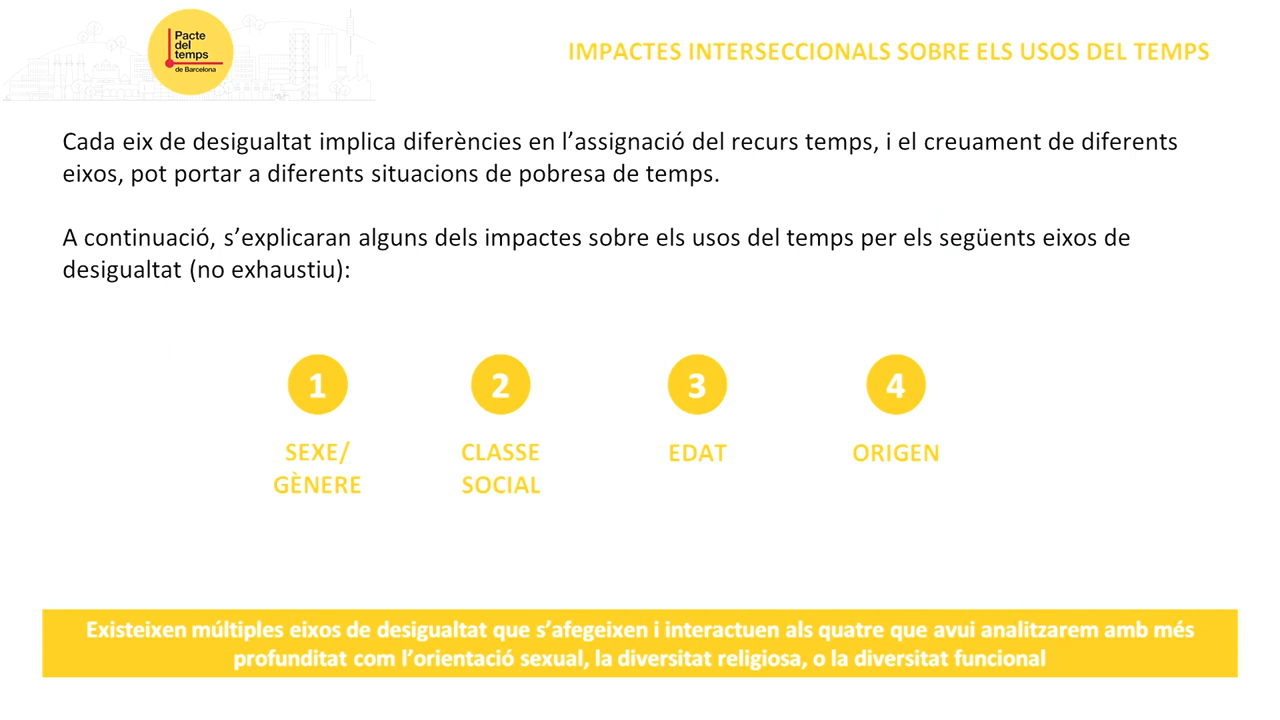 Pacte
del
temps
de Barcelona
IMPACTES INTERSECCIONALS SOBRE ELS USOS DEL TEMPS
Cada eix de desigualtat implica diferències en l’assignació del recurs temps, i el creuament de diferents
eixos, pot portar a diferents situacions de pobresa de temps.
A continuació, s’explicaran alguns dels impactes sobre els usos del temps per els següents eixos de
desigualtat (no exhaustiu):
1
2
3
4
SEXE/
GÈNERE
CLASSE
SOCIAL
EDAT
ORIGEN
Existeixen múltiples eixos de desigualtat que s’afegeixen i interactuen als quatre que avui analitzarem amb més
profunditat com l’orientació sexual, la diversitat religiosa, o la diversitat funcional